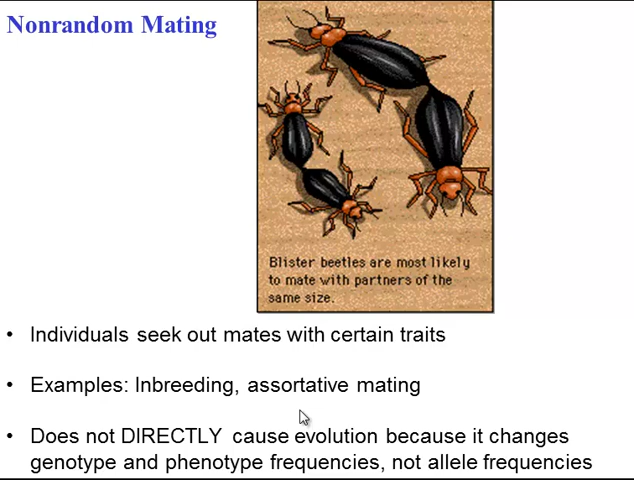 Nonrandom Mating
Blister beetles are most likely
to mate with partners of the
same size.
• Individuals seek out mates with certain traits
• Examples: Inbreeding, assortative mating
• Does not DIRECTLY cause evolution because it changes
genotype and phenotype frequencies, not allele frequencies